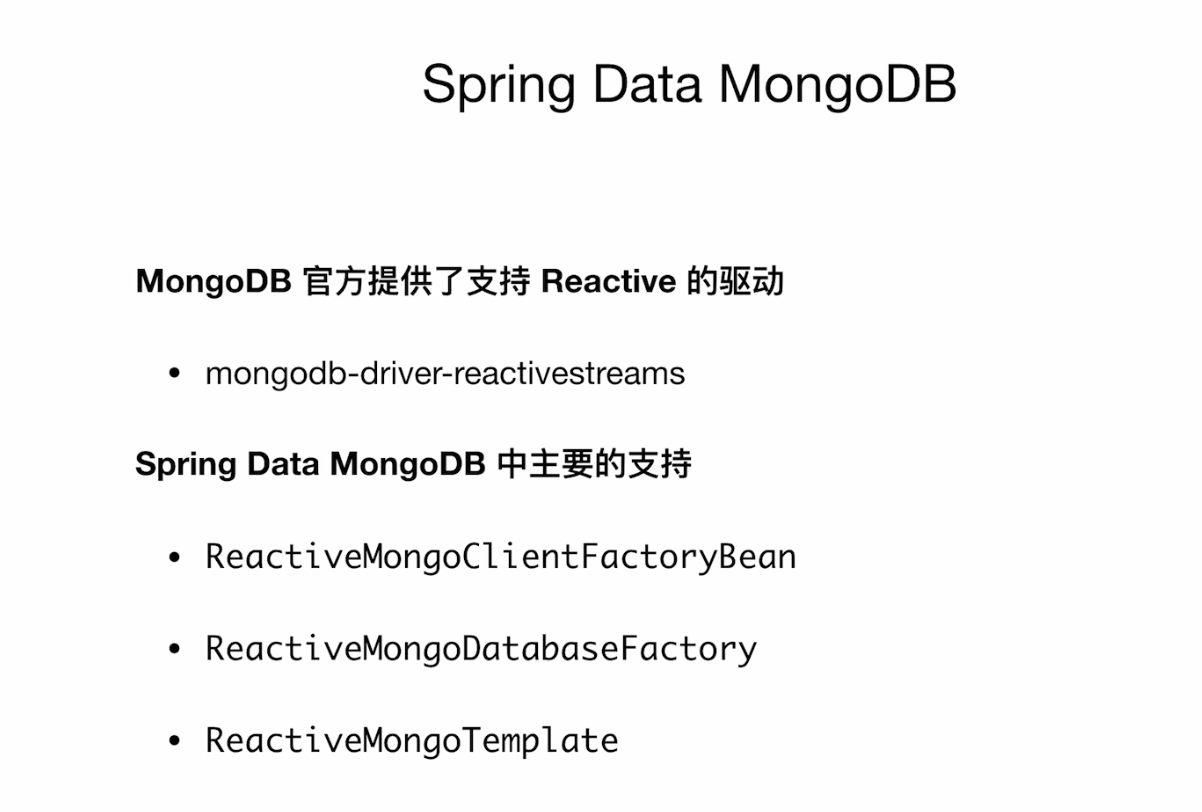 Spring Data MongoDB
MongoDB 官方提供了支持 Reactive 的驱动
• mongodb-driver-reactivestreams
Spring Data MongoDB 中主要的支持
• ReactiveMongoClientFactoryBean
• ReactiveMongoDatabaseFactory
• ReactiveMongoTemplate